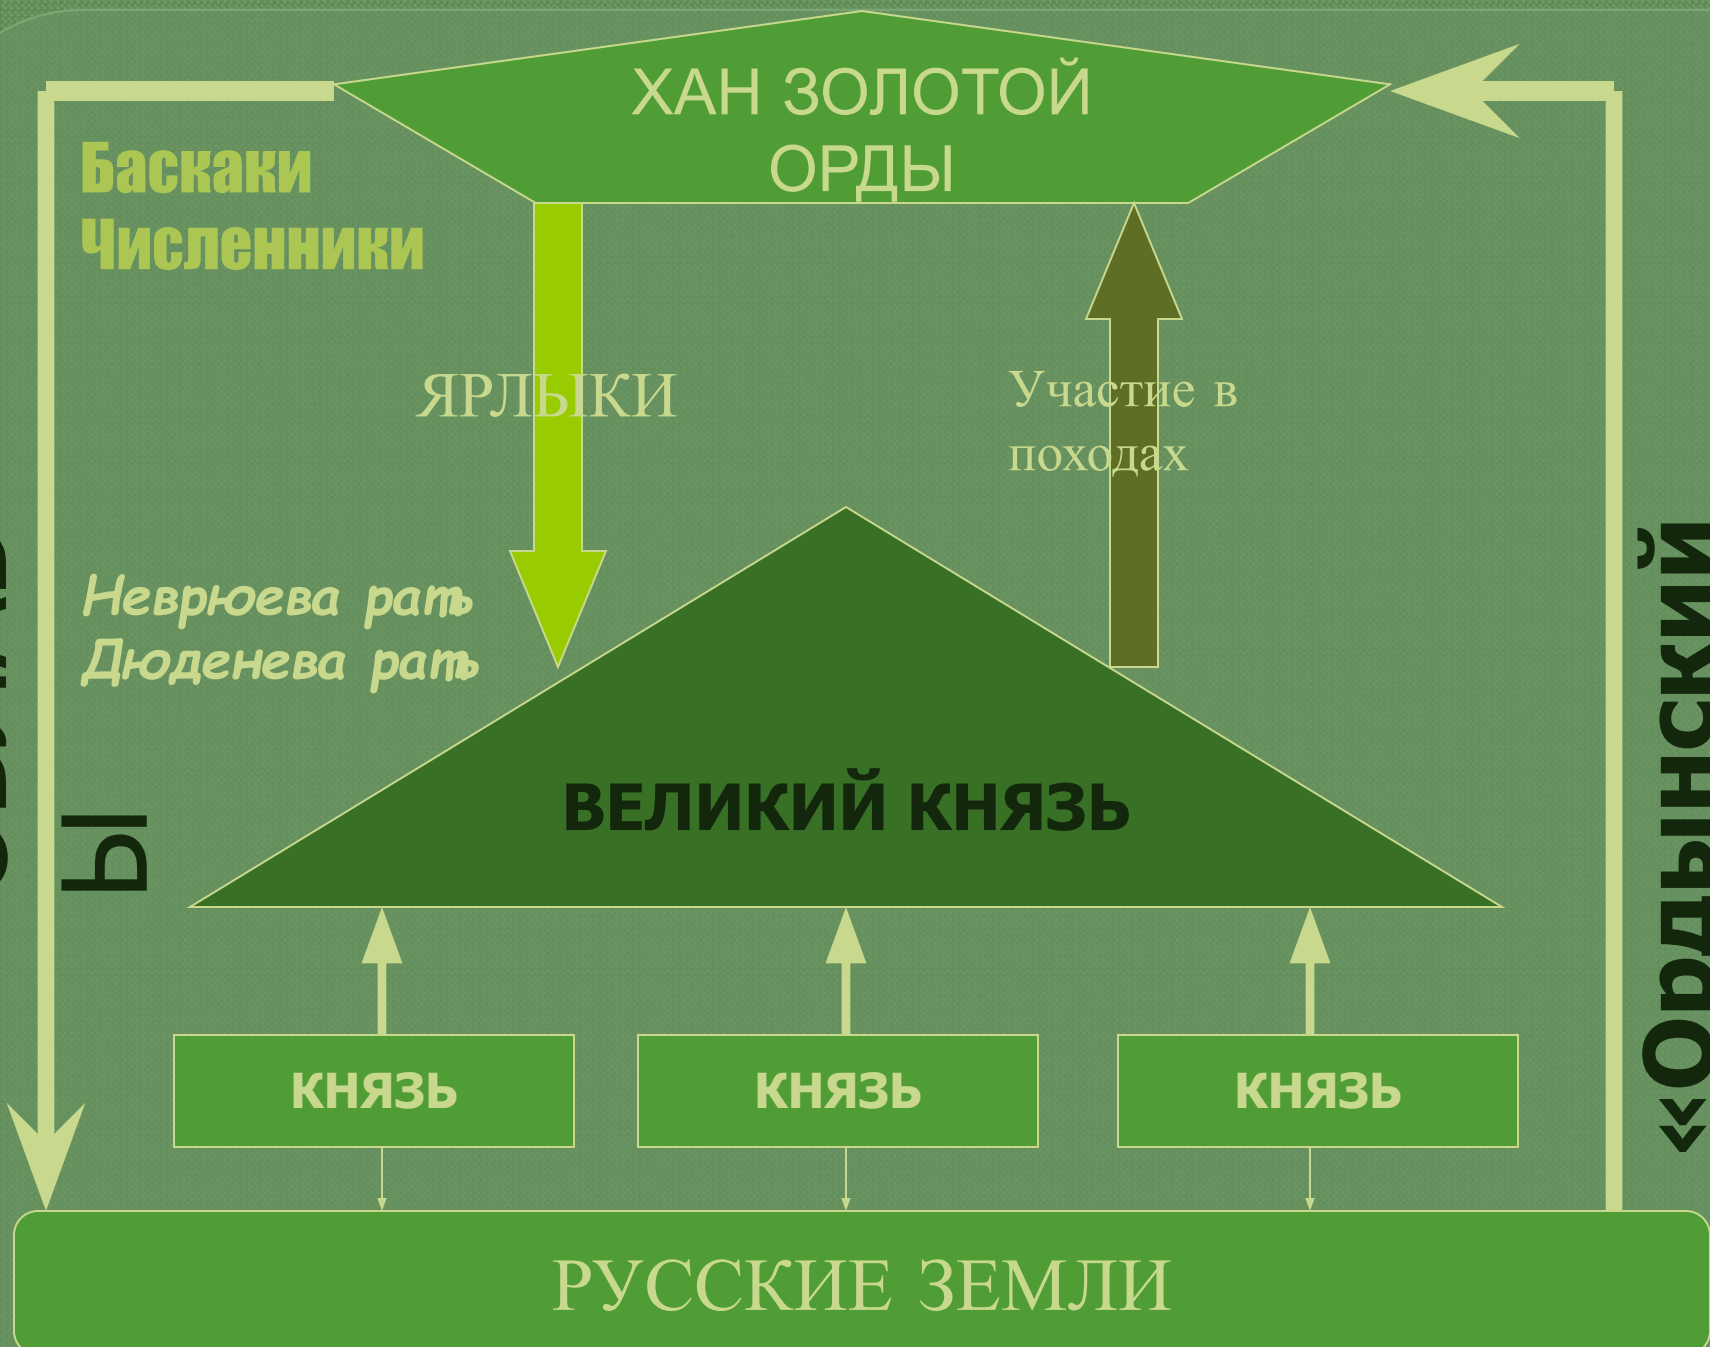 ХАН ЗОЛОТОЙ
ОРДЫ
Баскаки
Численники
ЯРЛЫКИ
Участие в
походах
Неврюева рать
Дюденева рать
Ы
«Ордынский
ВЕЛИКИЙ КНЯЗЬ
КНЯЗЬ
КНЯЗЬ
КНЯЗЬ
РУССКИЕ ЗЕМЛИ